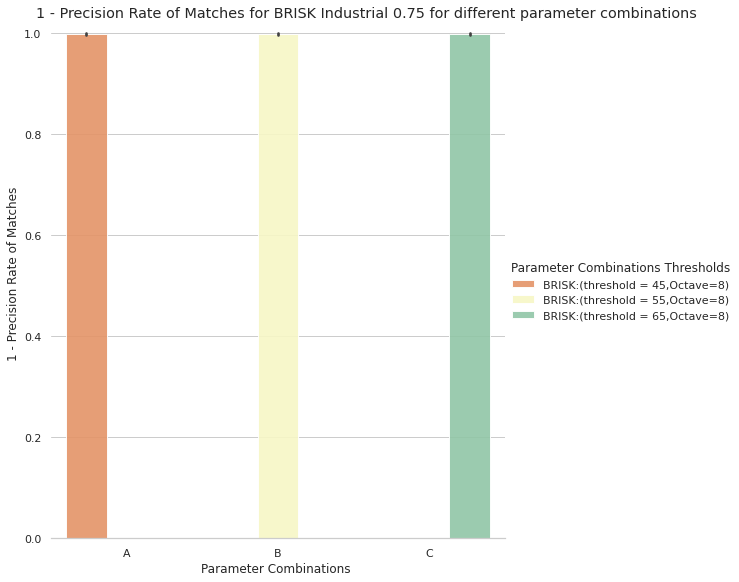 1 - Precision Rate of Matches for BRISK Industrial 0.75 for different parameter combinations
1.0
0.8
0.6
0.4
0.2
0.0
1 - Precision Rate of Matches
A
B
C
Parameter Combinations
Parameter Combinations Thresholds
BRISK:(threshold = 45,Octave=8)
BRISK:(threshold = 55,Octave=8)
BRISK:(threshold = 65,Octave=8)